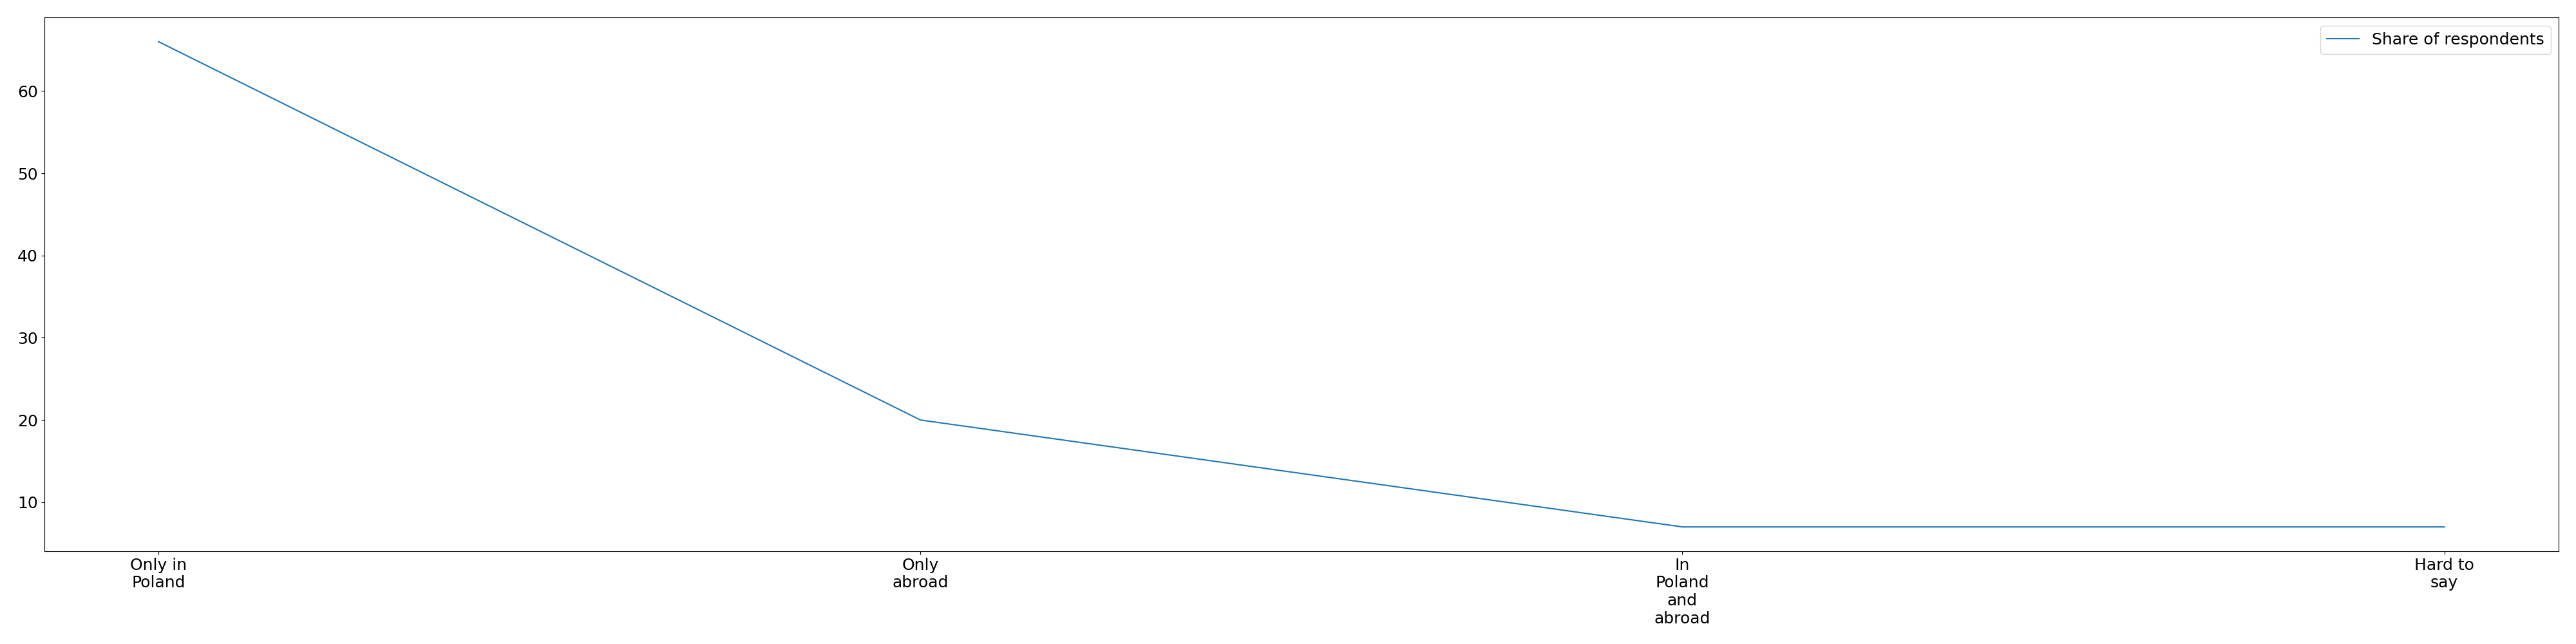 Share of respondents
60
50
40
30
20
10
Only in
Poland
Only
abroad
In
Poland
and
abroad
Hard to
say